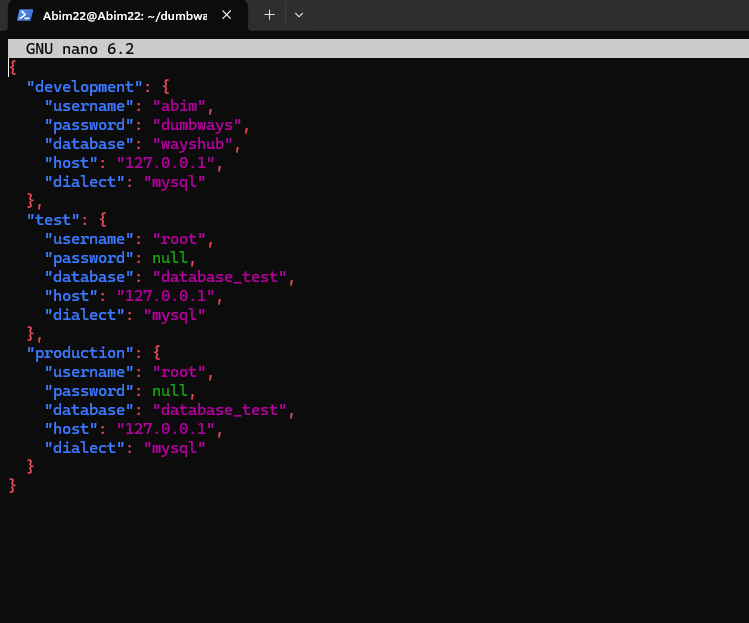 Abim22@Abim22: ~/dumbwa
GNU nano 6.2
{
  "development": {
    "username": "abim",
    "password": "dumbways",
    "database": "wayshub",
    "host": "127.0.0.1",
    "dialect": "mysql"
  },
  "test": {
    "username": "root",
    "password": null,
    "database": "database_test",
    "host": "127.0.0.1",
    "dialect": "mysql"
  },
  "production": {
    "username": "root",
    "password": null,
    "database": "database_test",
    "host": "127.0.0.1",
    "dialect": "mysql"
  }
}